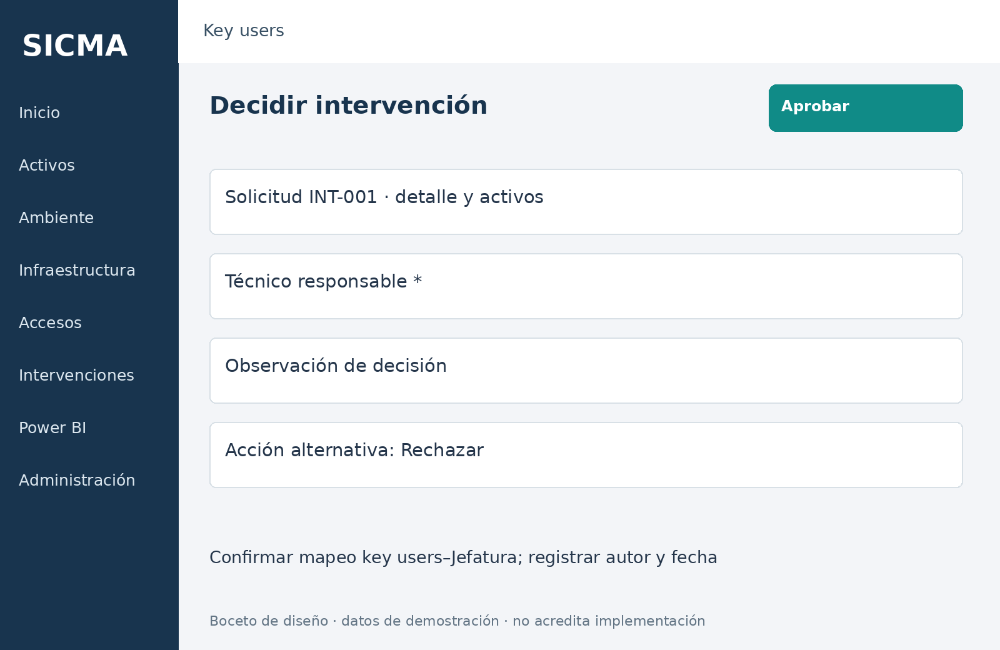 SICMA
Inicio
Activos
Ambiente
Infraestructura
Accesos
Intervenciones
Power BI
Administración
Key users
Decidir intervención
Aprobar
Solicitud INT-001 · detalle y activos
Técnico responsable *
Observación de decisión
Acción alternativa: Rechazar
Confirmar mapeo key users–Jefatura; registrar autor y fecha
Boceto de diseño · datos de demostración · no acredita implementación